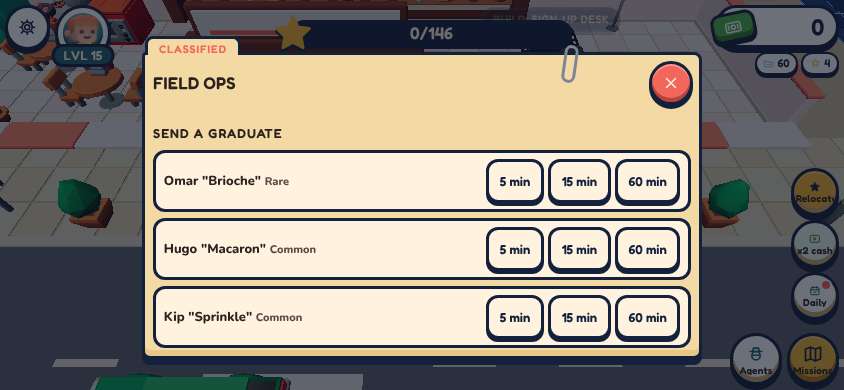 BUILD SIGN-UP DESK
0/146
0
LVL 15
60
4
CLASSIFIED
FIELD OPS
SEND A GRADUATE
Omar "Brioche" Rare
5 min
15 min
60 min
Hugo "Macaron" Common
5 min
15 min
60 min
Kip "Sprinkle" Common
5 min
15 min
60 min
Relocate
x2 cash
Daily
Agents
Missions